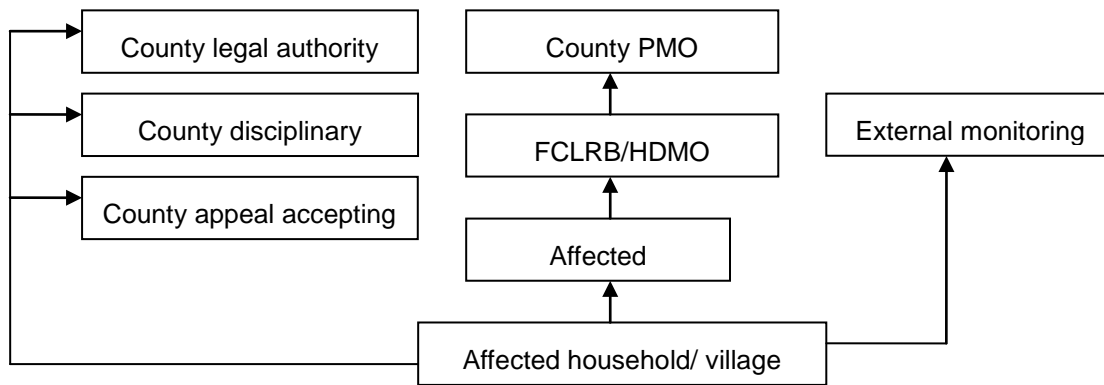 County legal authority
County PMO
County disciplinary
FCLRB/HDMO
External monitoring
County appeal accepting
Affected
Affected household/ village